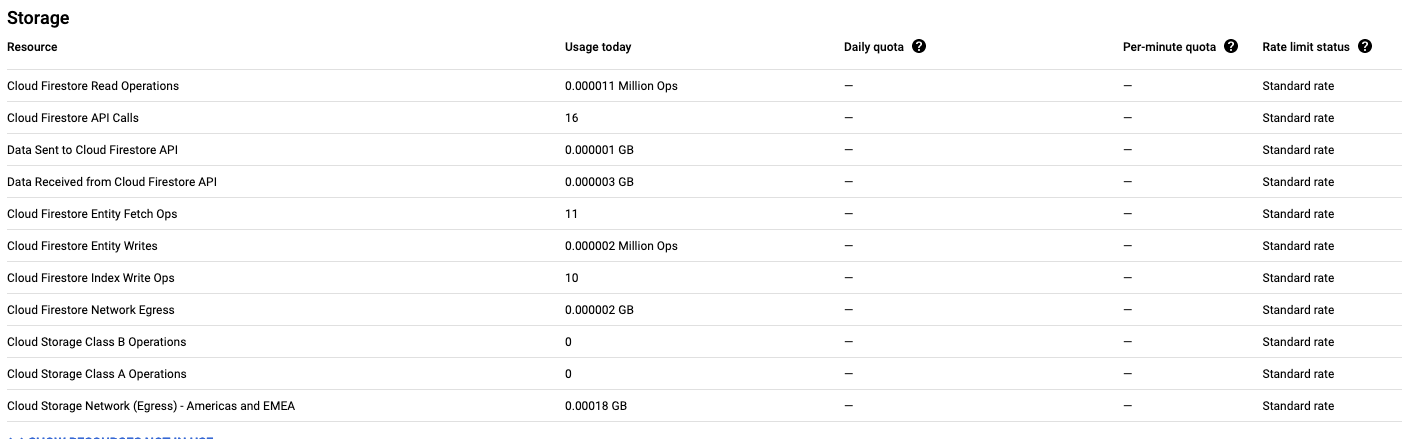 Storage
Resource Usage today Daily quota ? Per-minute quota ? Rate limit status ?
Cloud Firestore Read Operations 0.000011 Million Ops — — Standard rate
Cloud Firestore API Calls 16 — — Standard rate
Data Sent to Cloud Firestore API 0.000001 GB — — Standard rate
Data Received from Cloud Firestore API 0.000003 GB — — Standard rate
Cloud Firestore Entity Fetch Ops 11 — — Standard rate
Cloud Firestore Entity Writes 0.000002 Million Ops — — Standard rate
Cloud Firestore Index Write Ops 10 — — Standard rate
Cloud Firestore Network Egress 0.000002 GB — — Standard rate
Cloud Storage Class B Operations 0 — — Standard rate
Cloud Storage Class A Operations 0 — — Standard rate
Cloud Storage Network (Egress) - Americas and EMEA 0.00018 GB — — Standard rate
SHOW RESOURCES NOT IN USE